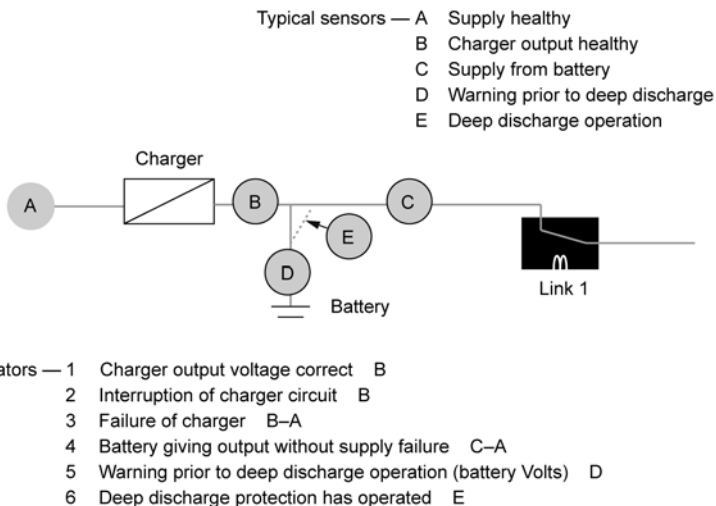 Typical sensors — A Supply healthy
B Charger output healthy
C Supply from battery
D Warning prior to deep discharge
E Deep discharge operation
Charger
A
B
C
E
D
Battery
Link 1
ators — 1 Charger output voltage correct B
2 Interruption of charger circuit B
3 Failure of charger B–A
4 Battery giving output without supply failure C–A
5 Warning prior to deep discharge operation (battery Volts) D
6 Deep discharge protection has operated E